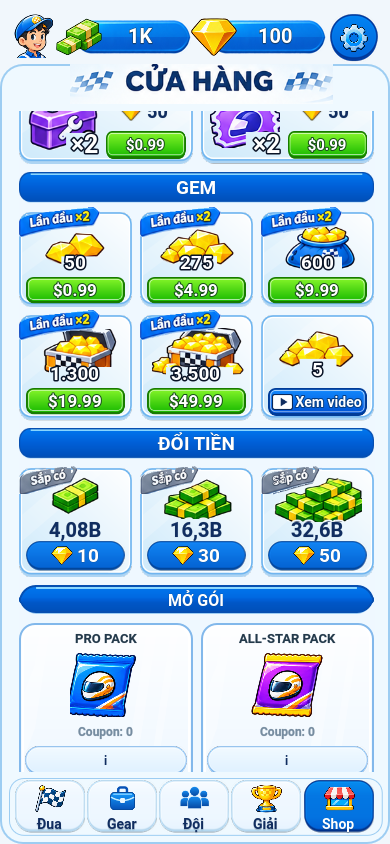 1K 100
CỬA HÀNG
50 50
×2 $0.99 ×2 $0.99
GEM
Lần đầu ×2 Lần đầu ×2 Lần đầu ×2
50 275 600
$0.99 $4.99 $9.99
Lần đầu ×2 Lần đầu ×2
1.300 3.500 5
$19.99 $49.99 Xem video
ĐỔI TIỀN
Sắp có Sắp có Sắp có
4,08B 16,3B 32,6B
10 30 50
MỞ GÓI
PRO PACK ALL-STAR PACK
Coupon: 0 Coupon: 0
i i
Đua Gear Đội Giải Shop